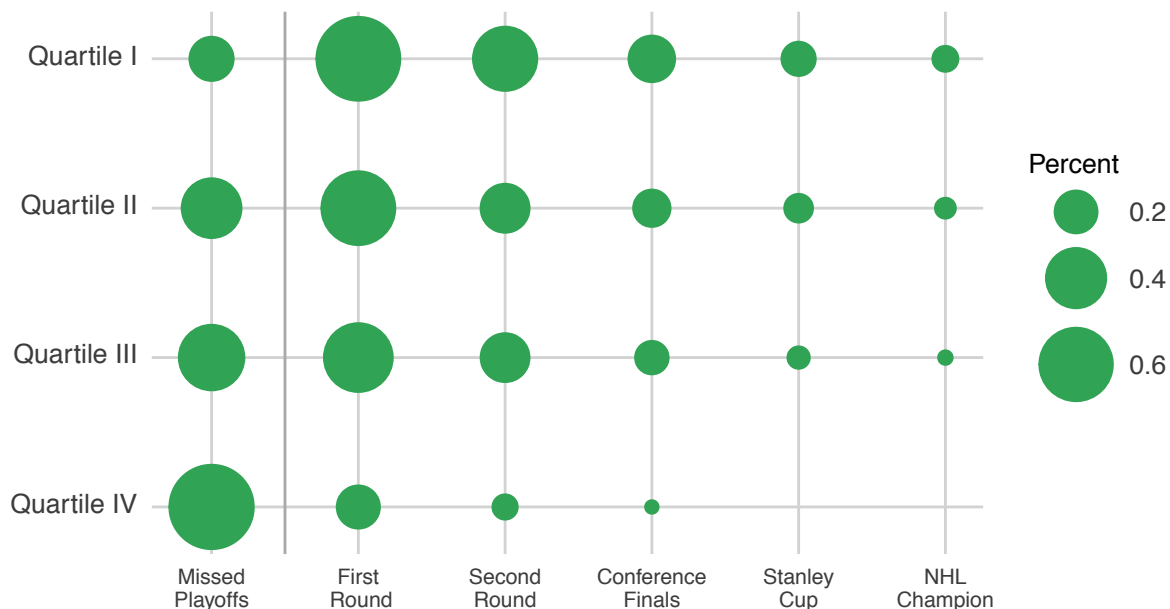 Quartile I
Quartile II
Quartile III
Quartile IV
Percent
0.2
0.4
0.6
Missed
Playoffs
First
Round
Second
Round
Conference
Finals
Stanley
Cup
NHL
Champion